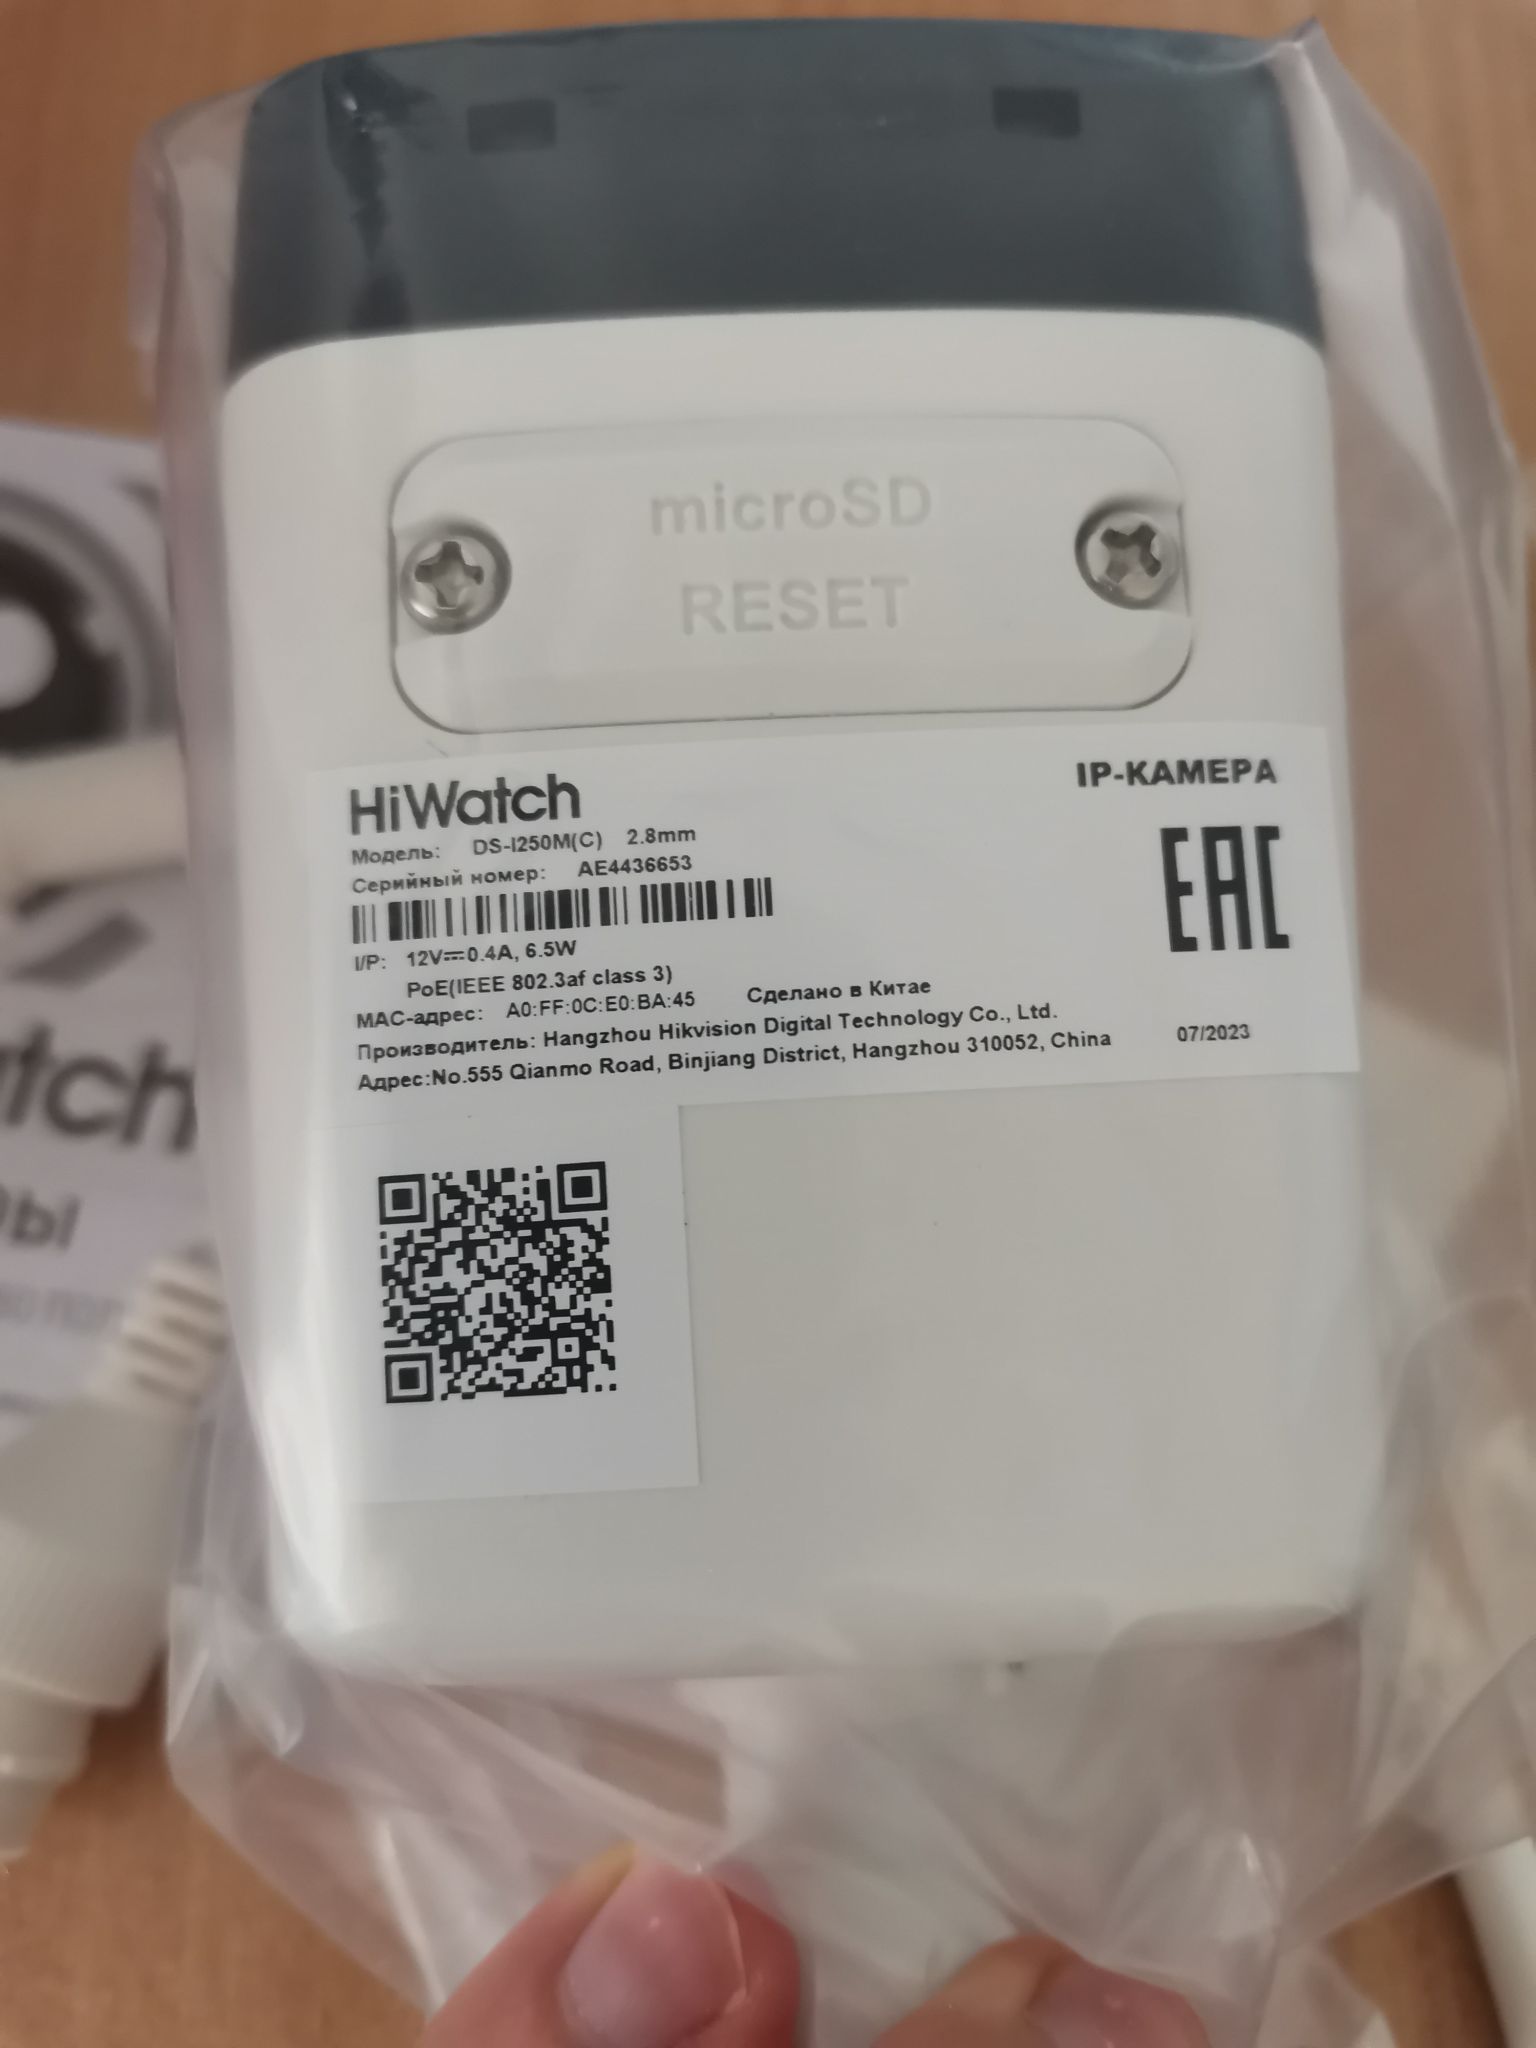 microSD
RESET
HiWatch
IP-КАМЕРА
Модель: DS-I250M(C) 2.8mm
Серийный номер: AE4436653
EAC
I/P: 12V⎓0.4A, 6.5W
PoE(IEEE 802.3af class 3)
MAC-адрес: A0:FF:0C:E0:BA:45 Сделано в Китае
Производитель: Hangzhou Hikvision Digital Technology Co., Ltd.
Адрес:No.555 Qianmo Road, Binjiang District, Hangzhou 310052, China 07/2023